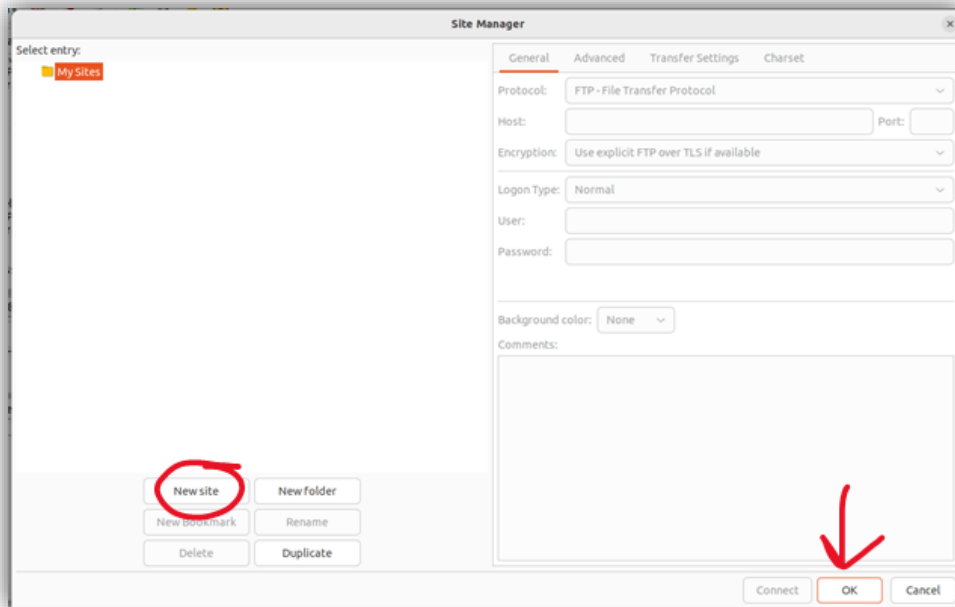 Site Manager
Select entry:
My Sites
General Advanced Transfer Settings Charset
Protocol: FTP - File Transfer Protocol
Host: Port:
Encryption: Use explicit FTP over TLS if available
Logon Type: Normal
User:
Password:
Background color: None
Comments:
New site New folder
New Bookmark Rename
Delete Duplicate
Connect OK Cancel